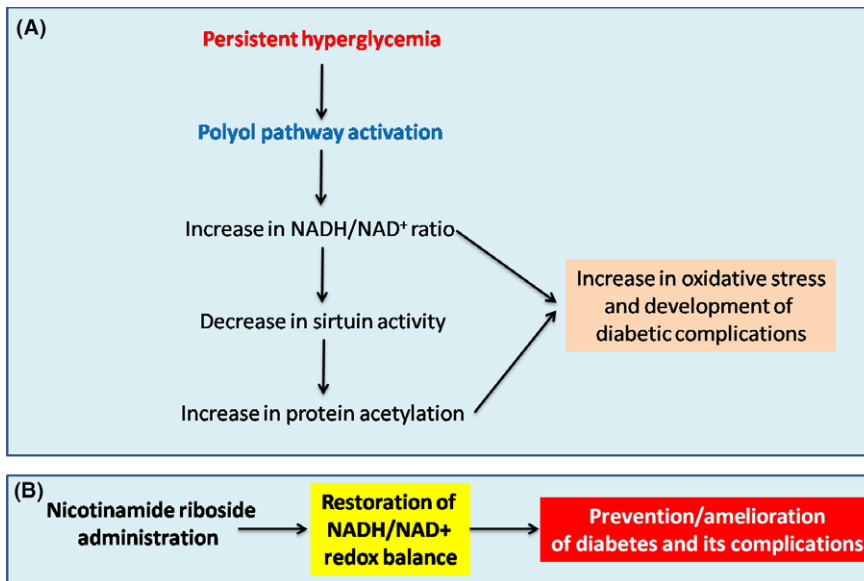 (A)
Persistent hyperglycemia
Polyol pathway activation
Increase in NADH/NAD⁺ ratio
Increase in oxidative stress
and development of
diabetic complications
Decrease in sirtuin activity
Increase in protein acetylation
(B)
Nicotinamide riboside
administration
Restoration of
NADH/NAD+
redox balance
Prevention/amelioration
of diabetes and its complications